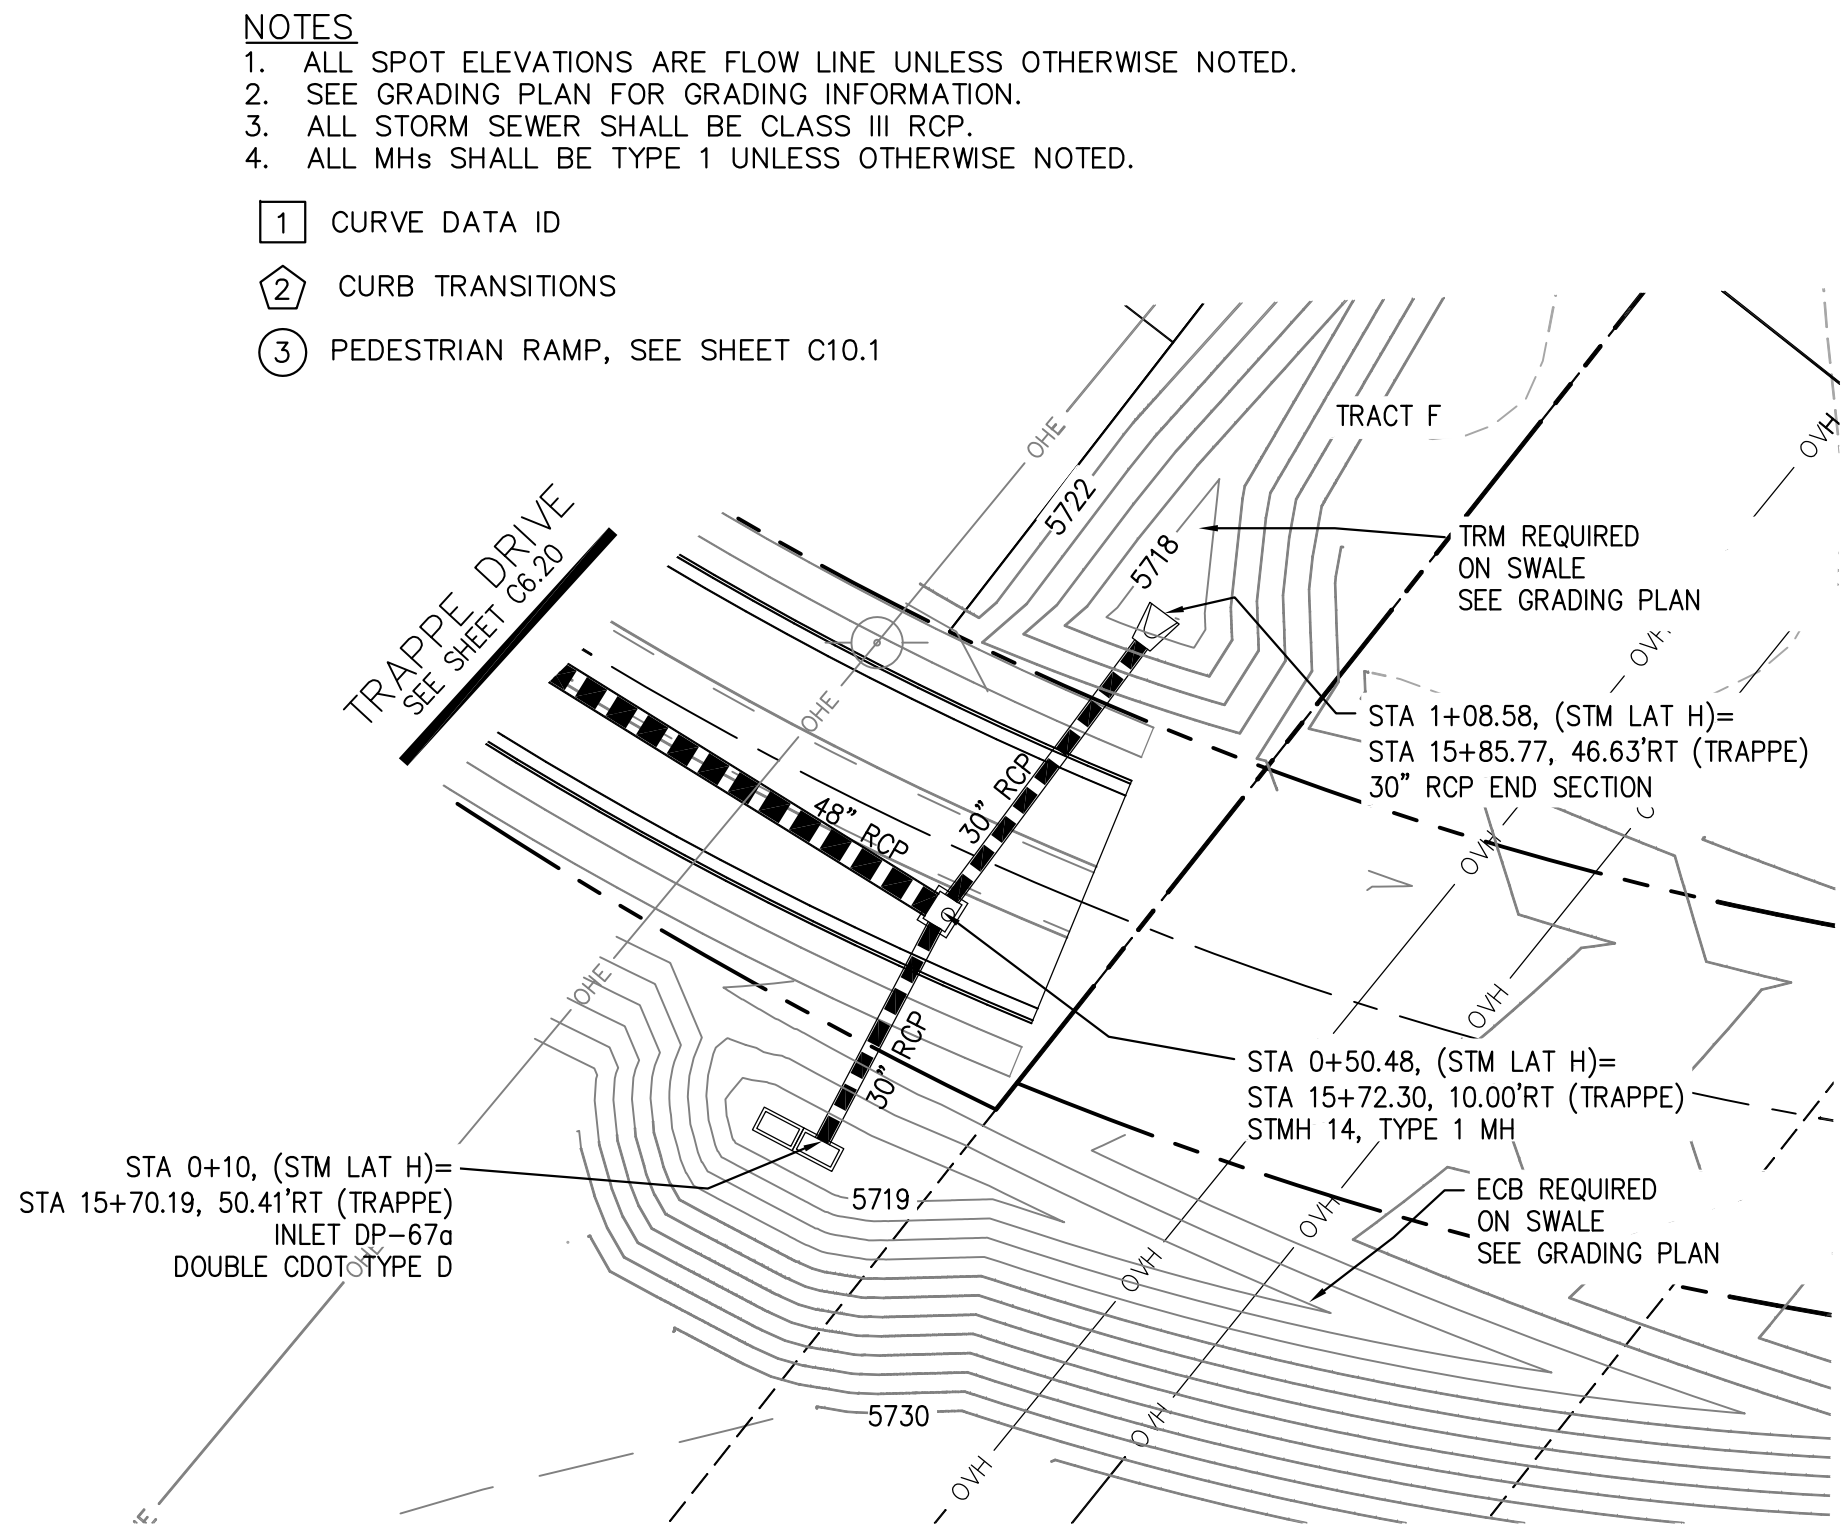 NOTES
1. ALL SPOT ELEVATIONS ARE FLOW LINE UNLESS OTHERWISE NOTED.
2. SEE GRADING PLAN FOR GRADING INFORMATION.
3. ALL STORM SEWER SHALL BE CLASS III RCP.
4. ALL MHs SHALL BE TYPE 1 UNLESS OTHERWISE NOTED.
1 CURVE DATA ID
2 CURB TRANSITIONS
3 PEDESTRIAN RAMP, SEE SHEET C10.1
TRACT F
OHE
OVH
5722
TRAPPE DRIVE
SEE SHEET C6.20
5718
TRM REQUIRED
ON SWALE
SEE GRADING PLAN
OVH
OHE
STA 1+08.58, (STM LAT H)=
STA 15+85.77, 46.63'RT (TRAPPE)
30" RCP END SECTION
30" RCP
48" RCP
OVH
OHE
OVH
30" RCP
STA 0+50.48, (STM LAT H)=
STA 15+72.30, 10.00'RT (TRAPPE)
STMH 14, TYPE 1 MH
STA 0+10, (STM LAT H)=
STA 15+70.19, 50.41'RT (TRAPPE)
INLET DP-67a
DOUBLE CDOT TYPE D
OHE
5719
ECB REQUIRED
ON SWALE
SEE GRADING PLAN
OVH
OVH
5730
OVH
OVH